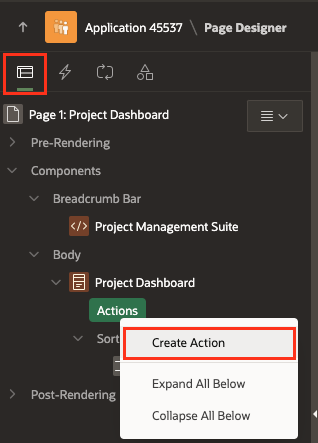 Application 45537 \ Page Designer
Page 1: Project Dashboard
Pre-Rendering
Components
Breadcrumb Bar
</> Project Management Suite
Body
Project Dashboard
Actions
Sort
Create Action
Expand All Below
Post-Rendering
Collapse All Below